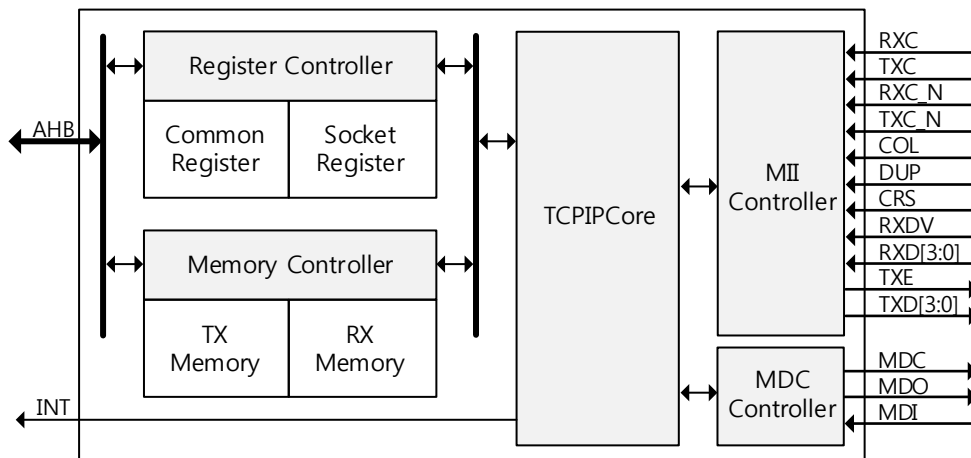 AHB
INT
Register Controller
Common
Register
Socket
Register
Memory Controller
TX
Memory
RX
Memory
TCPIPCore
MII
Controller
MDC
Controller
RXC
TXC
RXC_N
TXC_N
COL
DUP
CRS
RXDV
RXD[3:0]
TXE
TXD[3:0]
MDC
MDO
MDI